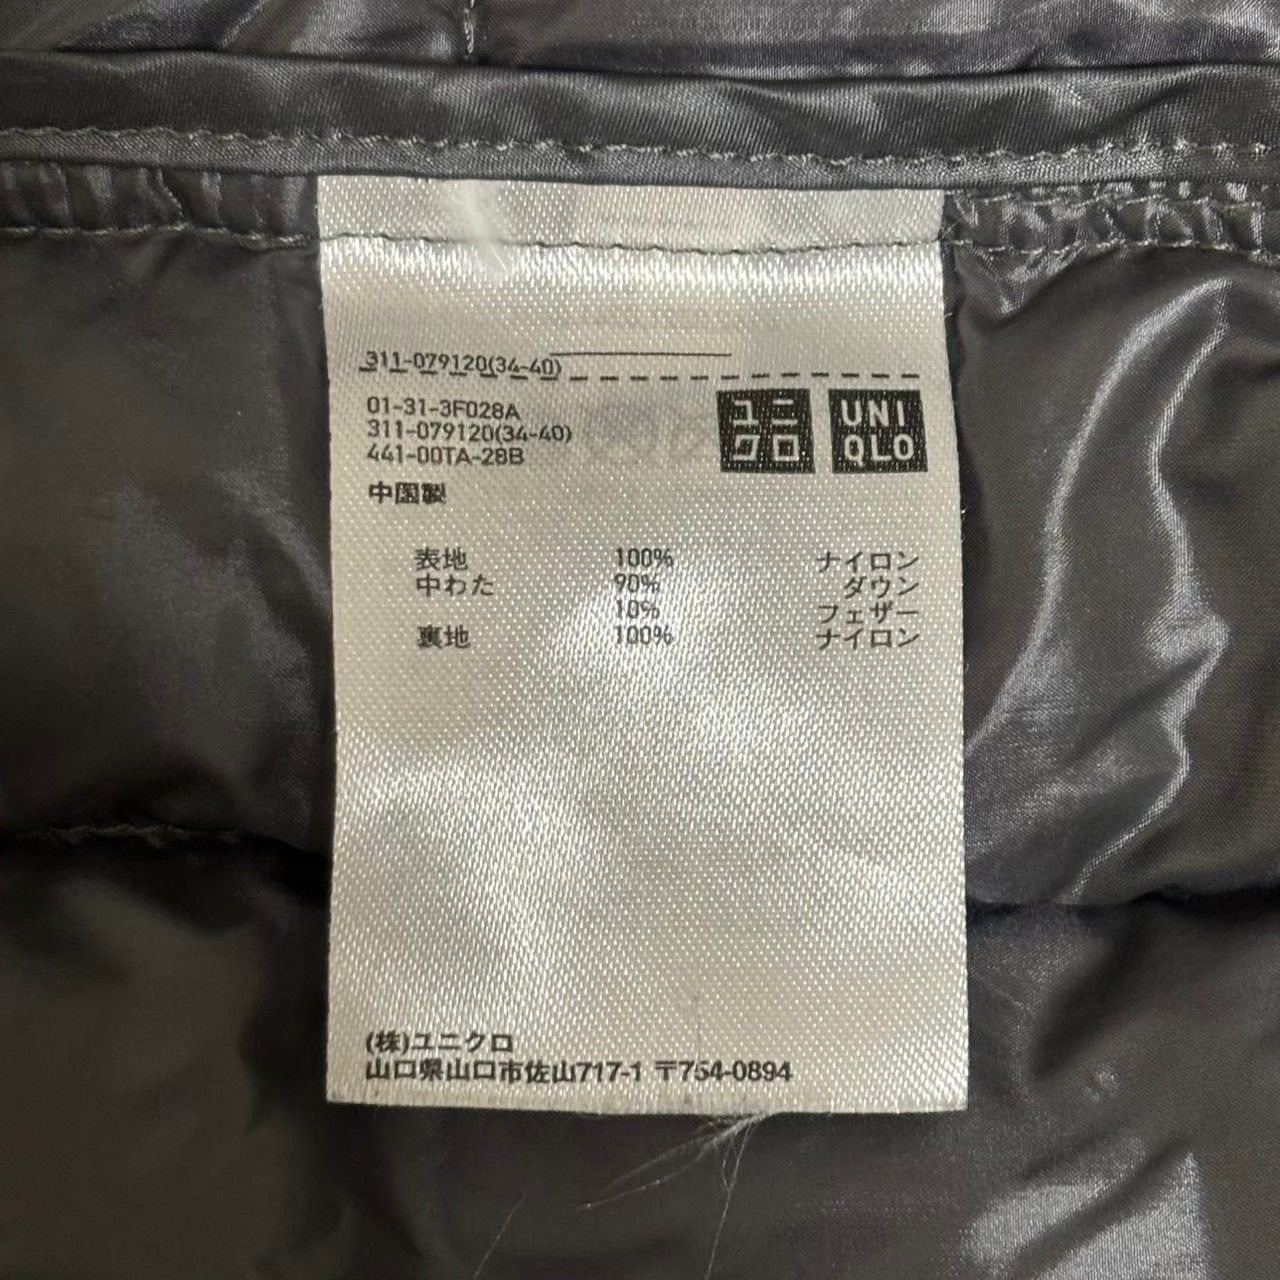 311-079120(34-40)
01-31-3F028A
311-079120(34-40)
441-00TA-28B
ユニクロ
UNIQLO
中国製
表地 100% ナイロン
中わた 90% ダウン
10% フェザー
裏地 100% ナイロン
(株)ユニクロ
山口県山口市佐山717-1 〒754-0894